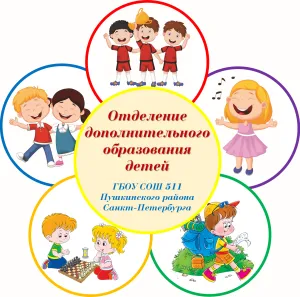 Отделение
дополнительного
образования
детей
ГБОУ СОШ 511
Пушкинского района
Санкт-Петербурга